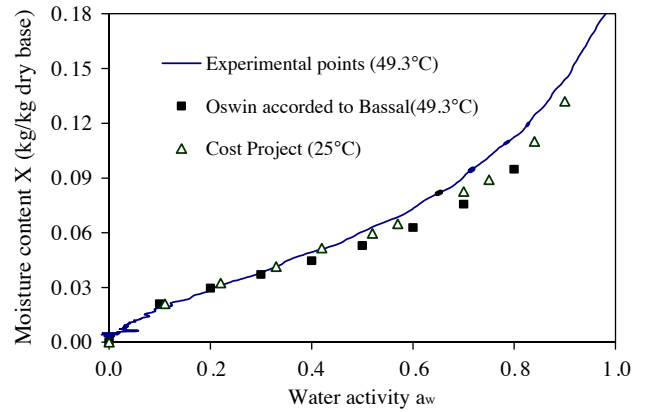 0.18
0.15
0.12
0.09
0.06
0.03
0.00
Moisture content X (kg/kg dry base)
Experimental points (49.3°C)
Oswin accorded to Bassal(49.3°C)
Cost Project (25°C)
0.0 0.2 0.4 0.6 0.8 1.0
Water activity aw